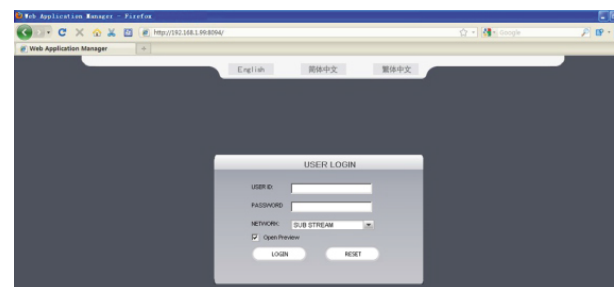 Web Application Manager - Firefox
http://192.168.1.99:8094/
Google
Web Application Manager
English 简体中文 繁体中文
USER LOGIN
USER ID:
PASSWORD:
NETWORK: SUB STREAM
Open Preview
LOGIN RESET